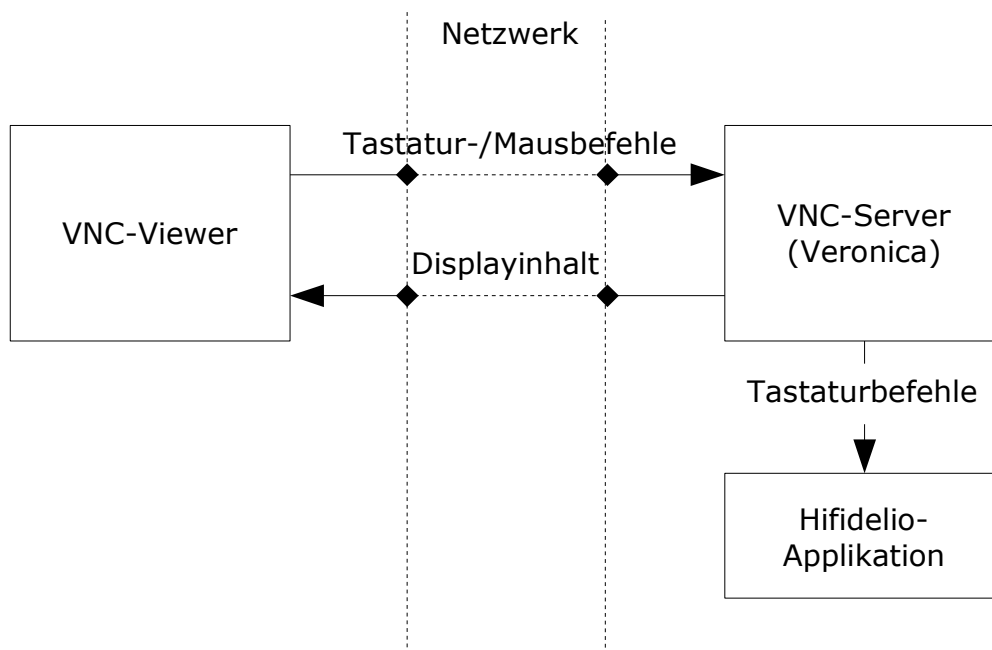 Netzwerk
Tastatur-/Mausbefehle
VNC-Viewer
VNC-Server
(Veronica)
Displayinhalt
Tastaturbefehle
Hifidelio-
Applikation